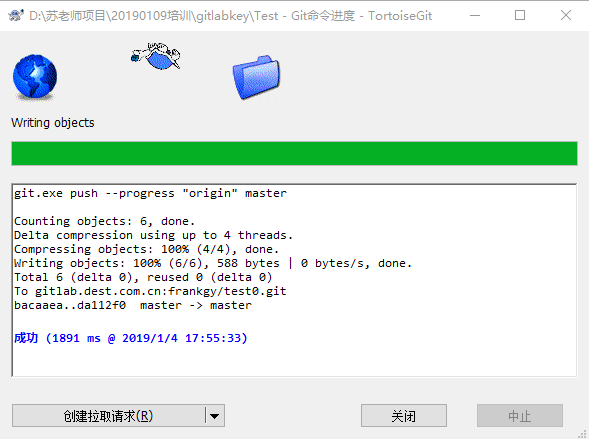 D:\苏老师项目\20190109培训\gitlabkey\Test - Git命令进度 - TortoiseGit
Writing objects
git.exe push --progress "origin" master
Counting objects: 6, done.
Delta compression using up to 4 threads.
Compressing objects: 100% (4/4), done.
Writing objects: 100% (6/6), 588 bytes | 0 bytes/s, done.
Total 6 (delta 0), reused 0 (delta 0)
To gitlab.dest.com.cn:frankgy/test0.git
bacaaea..da112f0  master -> master
成功 (1891 ms @ 2019/1/4 17:55:33)
创建拉取请求(R)
关闭
中止